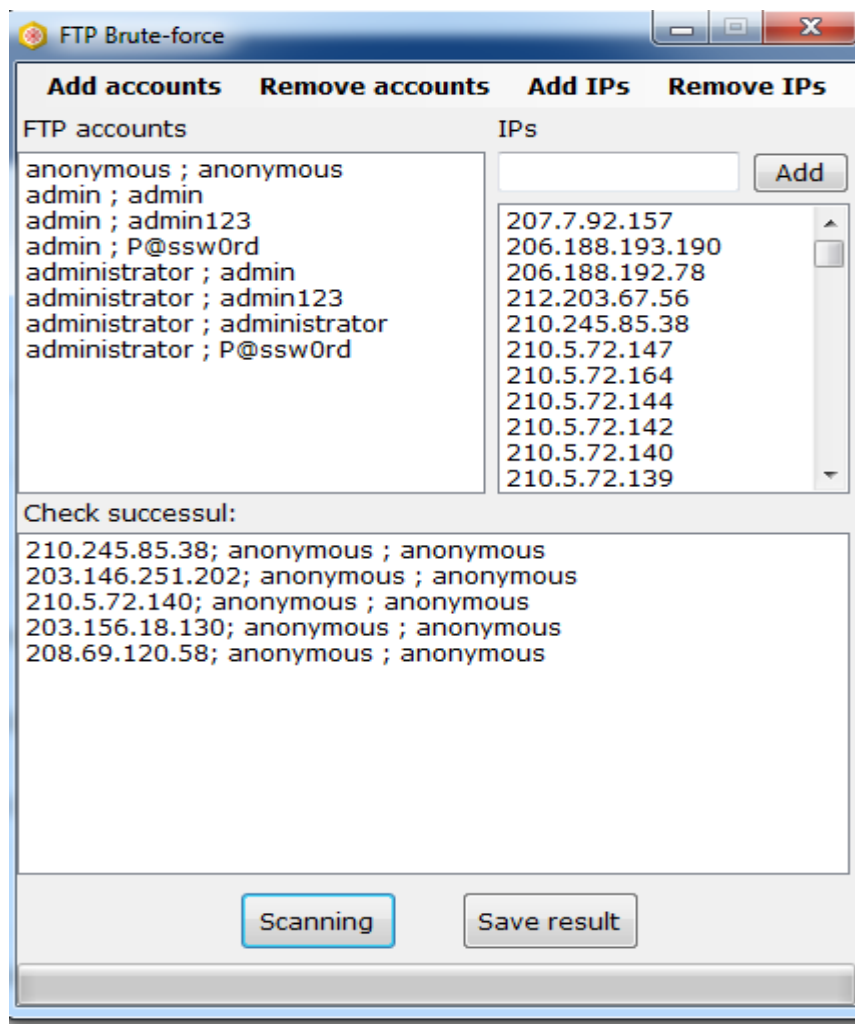 FTP Brute-force
Add accounts Remove accounts Add IPs Remove IPs
FTP accounts
anonymous ; anonymous
admin ; admin
admin ; admin123
admin ; P@ssw0rd
administrator ; admin
administrator ; admin123
administrator ; administrator
administrator ; P@ssw0rd
IPs
Add
207.7.92.157
206.188.193.190
206.188.192.78
212.203.67.56
210.245.85.38
210.5.72.147
210.5.72.164
210.5.72.144
210.5.72.142
210.5.72.140
210.5.72.139
Check successul:
210.245.85.38; anonymous ; anonymous
203.146.251.202; anonymous ; anonymous
210.5.72.140; anonymous ; anonymous
203.156.18.130; anonymous ; anonymous
208.69.120.58; anonymous ; anonymous
Scanning Save result